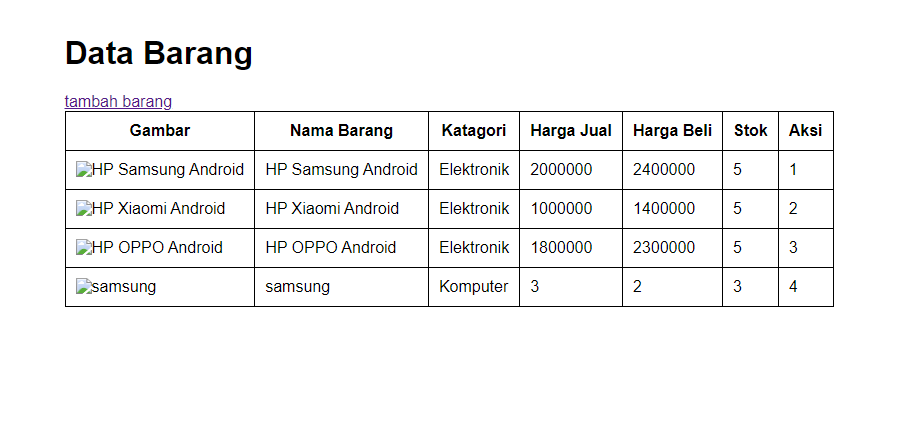 Data Barang
tambah barang
Gambar Nama Barang Katagori Harga Jual Harga Beli Stok Aksi
HP Samsung Android HP Samsung Android Elektronik 2000000 2400000 5 1
HP Xiaomi Android HP Xiaomi Android Elektronik 1000000 1400000 5 2
HP OPPO Android HP OPPO Android Elektronik 1800000 2300000 5 3
samsung samsung Komputer 3 2 3 4